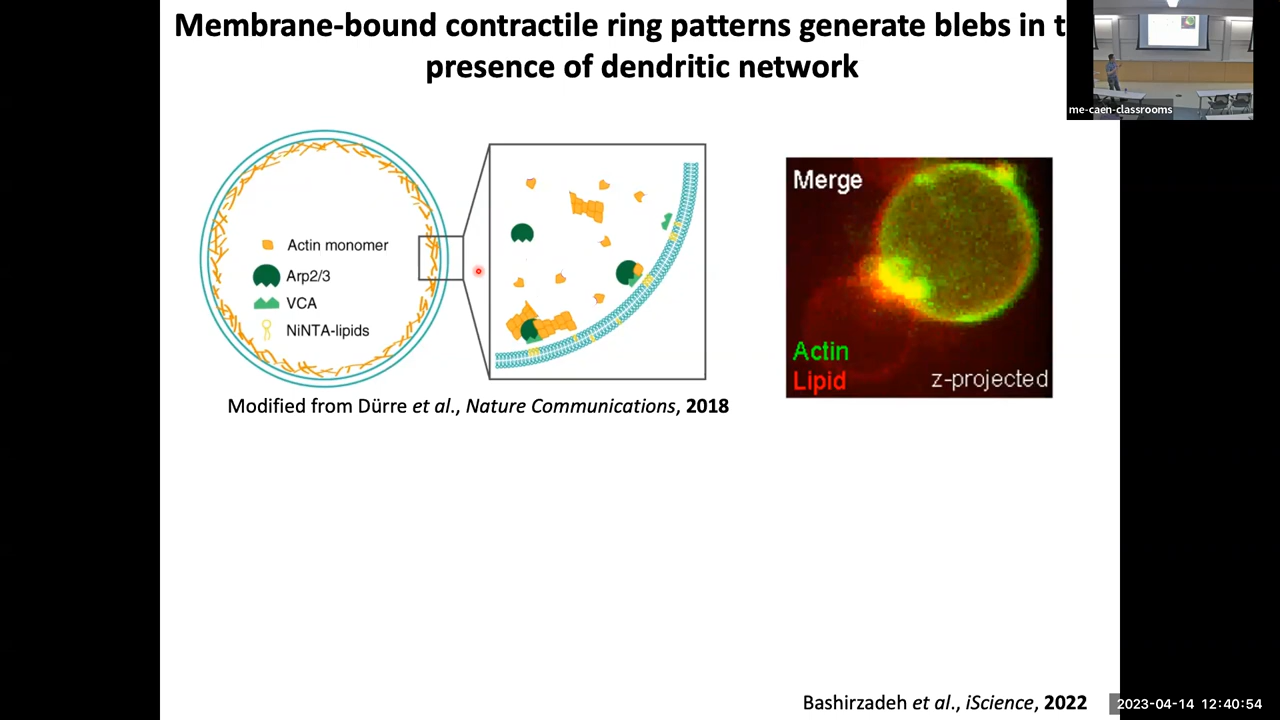 Membrane-bound contractile ring patterns generate blebs in t
presence of dendritic network
me-caen-classrooms
Actin monomer
Arp2/3
VCA
NiNTA-lipids
Modified from Dürre et al., Nature Communications, 2018
Merge
Actin
Lipid
z-projected
Bashirzadeh et al., iScience, 2022
2023-04-14 12:40:54